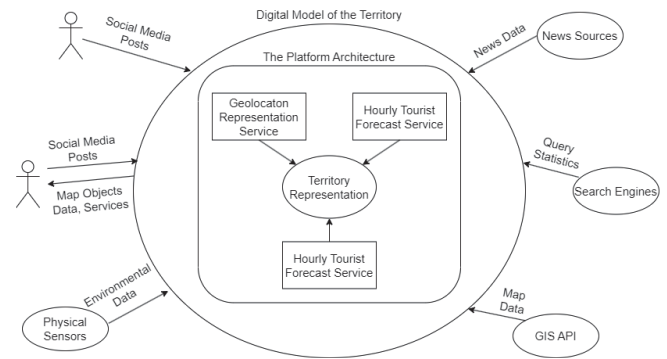 Digital Model of the Territory
Social Media
Posts
News Data
News Sources
The Platform Architecture
Geolocaton
Representation
Service
Hourly Tourist
Forecast Service
Social Media
Posts
Map Objects
Data, Services
Territory
Representation
Query
Statistics
Search Engines
Hourly Tourist
Forecast Service
Environmental
Data
Physical
Sensors
Map
Data
GIS API